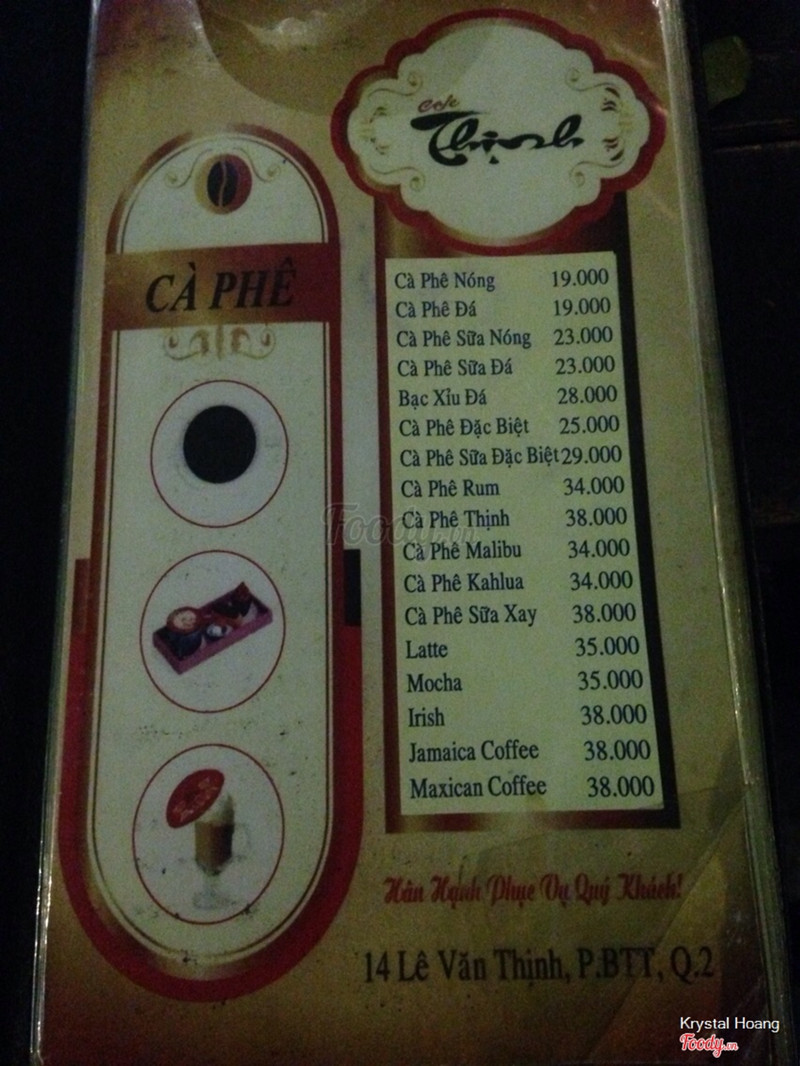 Cafe
Thịnh
CÀ PHÊ
Cà Phê Nóng 19.000
Cà Phê Đá 19.000
Cà Phê Sữa Nóng 23.000
Cà Phê Sữa Đá 23.000
Bạc Xỉu Đá 28.000
Cà Phê Đặc Biệt 25.000
Cà Phê Sữa Đặc Biệt 29.000
Cà Phê Rum 34.000
Cà Phê Thịnh 38.000
Cà Phê Malibu 34.000
Cà Phê Kahlua 34.000
Cà Phê Sữa Xay 38.000
Latte 35.000
Mocha 35.000
Irish 38.000
Jamaica Coffee 38.000
Maxican Coffee 38.000
Hân Hạnh Phục Vụ Quý Khách!
14 Lê Văn Thịnh, P.BTT, Q.2
Foody.vn
Krystal Hoang
Foody.vn